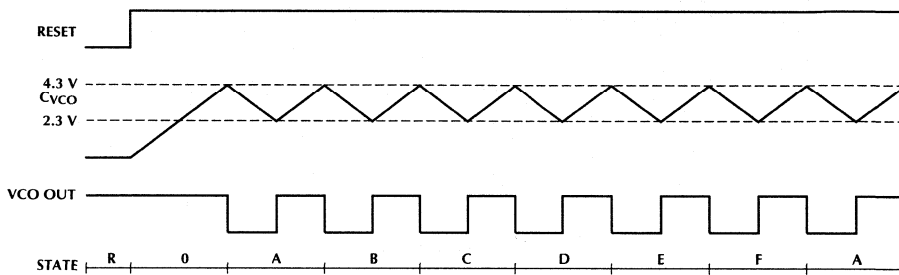 RESET
4.3 V
CVCO
2.3 V
VCO OUT
STATE R 0 A B C D E F A